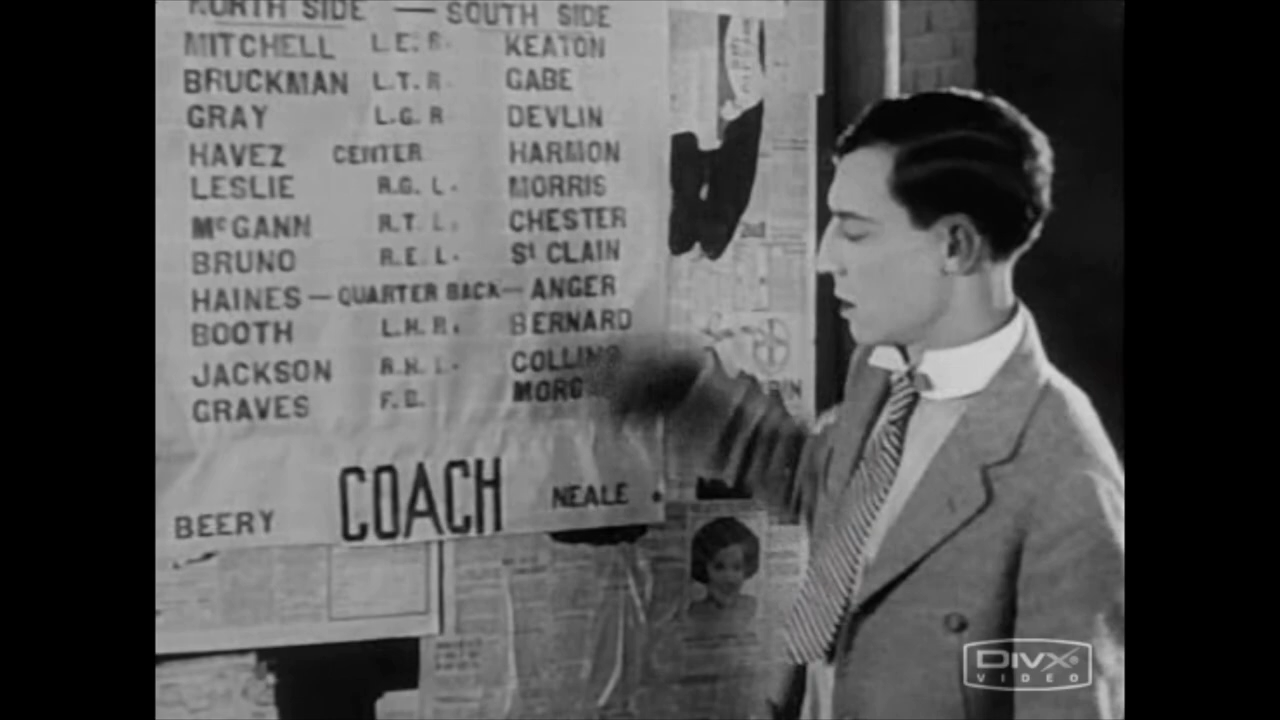 NORTH SIDE — SOUTH SIDE
MITCHELL L.E.R. KEATON
BRUCKMAN L.T.R. GABE
GRAY L.G.R DEVLIN
HAVEZ CENTER HARMON
LESLIE R.G.L. MORRIS
McGANN R.T.L. CHESTER
BRUNO R.E.L. St CLAIN
HAINES — QUARTER BACK — ANGER
BOOTH L.H.R. BERNARD
JACKSON R.H.L. COLLINS
GRAVES F.B.
BEERY COACH NEALE
DIVX
VIDEO